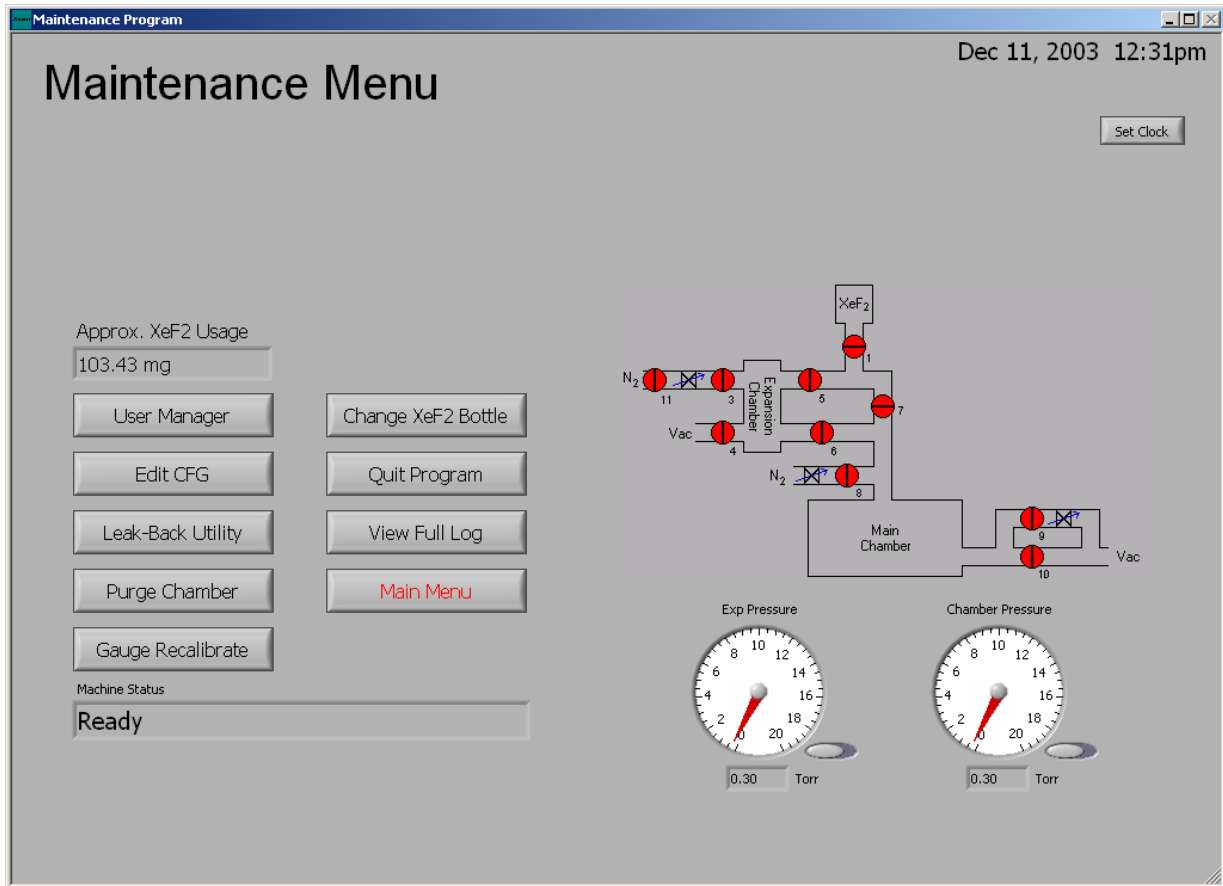 Maintenance Program
Dec 11, 2003 12:31pm
Maintenance Menu
Set Clock
Approx. XeF2 Usage
103.43 mg
User Manager
Change XeF2 Bottle
Edit CFG
Quit Program
Leak-Back Utility
View Full Log
Purge Chamber
Main Menu
Gauge Recalibrate
Machine Status
Ready
XeF2
1
N2
11
3
Expansion
Chamber
5
7
Vac
4
6
N2
8
Main
Chamber
9
10
Vac
Exp Pressure
0
2
4
6
8
10
12
14
16
18
20
0.30 Torr
Chamber Pressure
0
2
4
6
8
10
12
14
16
18
20
0.30 Torr